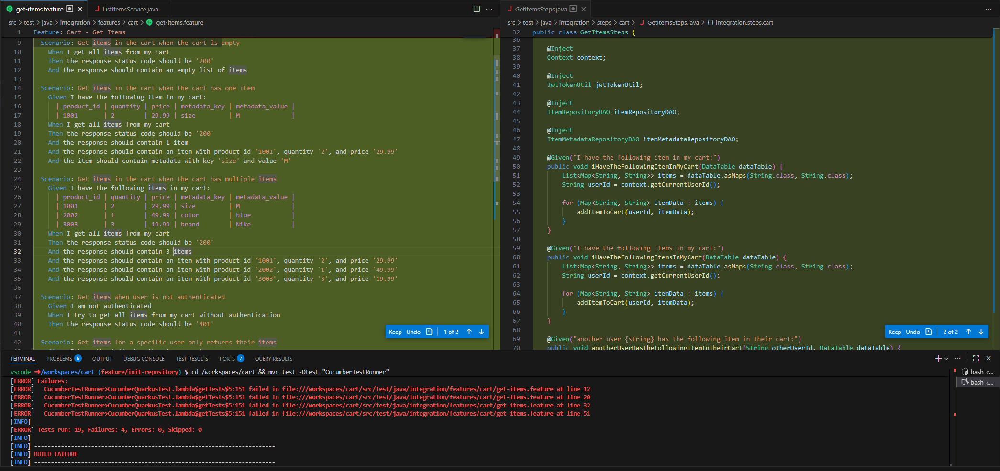 get-items.feature
ListItemsService.java
src > test > java > integration > features > cart > get-items.feature
1 Feature: Cart - Get Items
9 Scenario: Get items in the cart when the cart is empty
10 When I get all items from my cart
11 Then the response status code should be '200'
12 And the response should contain an empty list of items
13
14 Scenario: Get items in the cart when the cart has one item
15 Given I have the following item in my cart:
16 | product_id | quantity | price | metadata_key | metadata_value |
17 | 1001 | 2 | 29.99 | size | M |
18 When I get all items from my cart
19 Then the response status code should be '200'
20 And the response should contain 1 item
21 And the response should contain an item with product_id '1001', quantity '2', and price '29.99'
22 And the item should contain metadata with key 'size' and value 'M'
23
24 Scenario: Get items in the cart when the cart has multiple items
25 Given I have the following items in my cart:
26 | product_id | quantity | price | metadata_key | metadata_value |
27 | 1001 | 2 | 29.99 | size | M |
28 | 2002 | 1 | 49.99 | color | blue |
29 | 3003 | 3 | 19.99 | brand | Nike |
30 When I get all items from my cart
31 Then the response status code should be '200'
32 And the response should contain 3 items
33 And the response should contain an item with product_id '1001', quantity '2', and price '29.99'
34 And the response should contain an item with product_id '2002', quantity '1', and price '49.99'
35 And the response should contain an item with product_id '3003', quantity '3', and price '19.99'
36
37 Scenario: Get items when user is not authenticated
38 Given I am not authenticated
39 When I try to get all items from my cart without authentication
40 Then the response status code should be '401'
41
42 Scenario: Get items for a specific user only returns their items
Keep Undo 1 of 2
GetItemsSteps.java
src > test > java > integration > steps > cart > GetItemsSteps.java > {} integration.steps.cart
32 public class GetItemsSteps {
36
37 @Inject
38 Context context;
39
40 @Inject
41 JwtTokenUtil jwtTokenUtil;
42
43 @Inject
44 ItemRepositoryDAO itemRepositoryDAO;
45
46 @Inject
47 ItemMetadataRepositoryDAO itemMetadataRepositoryDAO;
48
49 @Given("I have the following item in my cart:")
50 public void iHaveTheFollowingItemInMyCart(DataTable dataTable) {
51 List<Map<String, String>> items = dataTable.asMaps(String.class, String.class);
52 String userId = context.getCurrentUserId();
53
54 for (Map<String, String> itemData : items) {
55 addItemToCart(userId, itemData);
56 }
57 }
58
59 @Given("I have the following items in my cart:")
60 public void iHaveTheFollowingItemsInMyCart(DataTable dataTable) {
61 List<Map<String, String>> items = dataTable.asMaps(String.class, String.class);
62 String userId = context.getCurrentUserId();
63
64 for (Map<String, String> itemData : items) {
65 addItemToCart(userId, itemData);
66 }
67 }
68
69 @Given("another user {string} has the following item in their cart:")
70 public void anotherUserHasTheFollowingItemInTheirCart(String otherUserId, DataTable dataTable) {
Keep Undo 2 of 2
TERMINAL PROBLEMS 6 OUTPUT DEBUG CONSOLE TEST RESULTS PORTS 7 QUERY RESULTS
vscode ➜/workspaces/cart (feature/init-repository) $ cd /workspaces/cart && mvn test -Dtest="CucumberTestRunner"
[ERROR] Failures:
[ERROR] CucumberTestRunner>CucumberQuarkusTest.lambda$getTests$5:151 failed in file:///workspaces/cart/src/test/java/integration/features/cart/get-items.feature at line 12
[ERROR] CucumberTestRunner>CucumberQuarkusTest.lambda$getTests$5:151 failed in file:///workspaces/cart/src/test/java/integration/features/cart/get-items.feature at line 20
[ERROR] CucumberTestRunner>CucumberQuarkusTest.lambda$getTests$5:151 failed in file:///workspaces/cart/src/test/java/integration/features/cart/get-items.feature at line 32
[ERROR] CucumberTestRunner>CucumberQuarkusTest.lambda$getTests$5:151 failed in file:///workspaces/cart/src/test/java/integration/features/cart/get-items.feature at line 51
[INFO]
[ERROR] Tests run: 19, Failures: 4, Errors: 0, Skipped: 0
[INFO]
[INFO] ------------------------------------------------------------------------
[INFO] BUILD FAILURE
[INFO] ------------------------------------------------------------------------
bash c...
bash c...